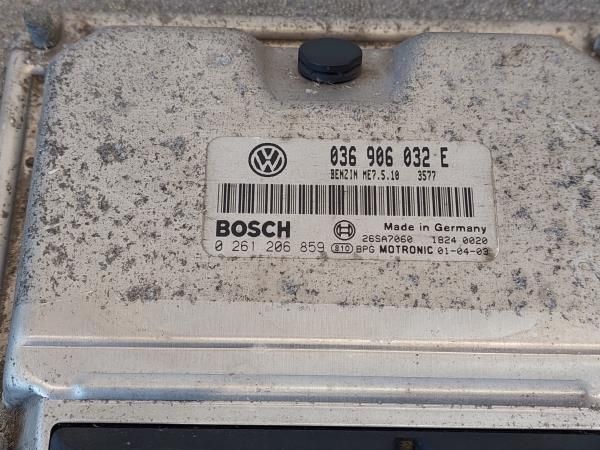 036 906 032 E
BENZIN ME7.5.10 3577
BOSCH Made in Germany
26SA7060 1824 0020
0 261 206 859 810 BPG MOTRONIC 01-04-03